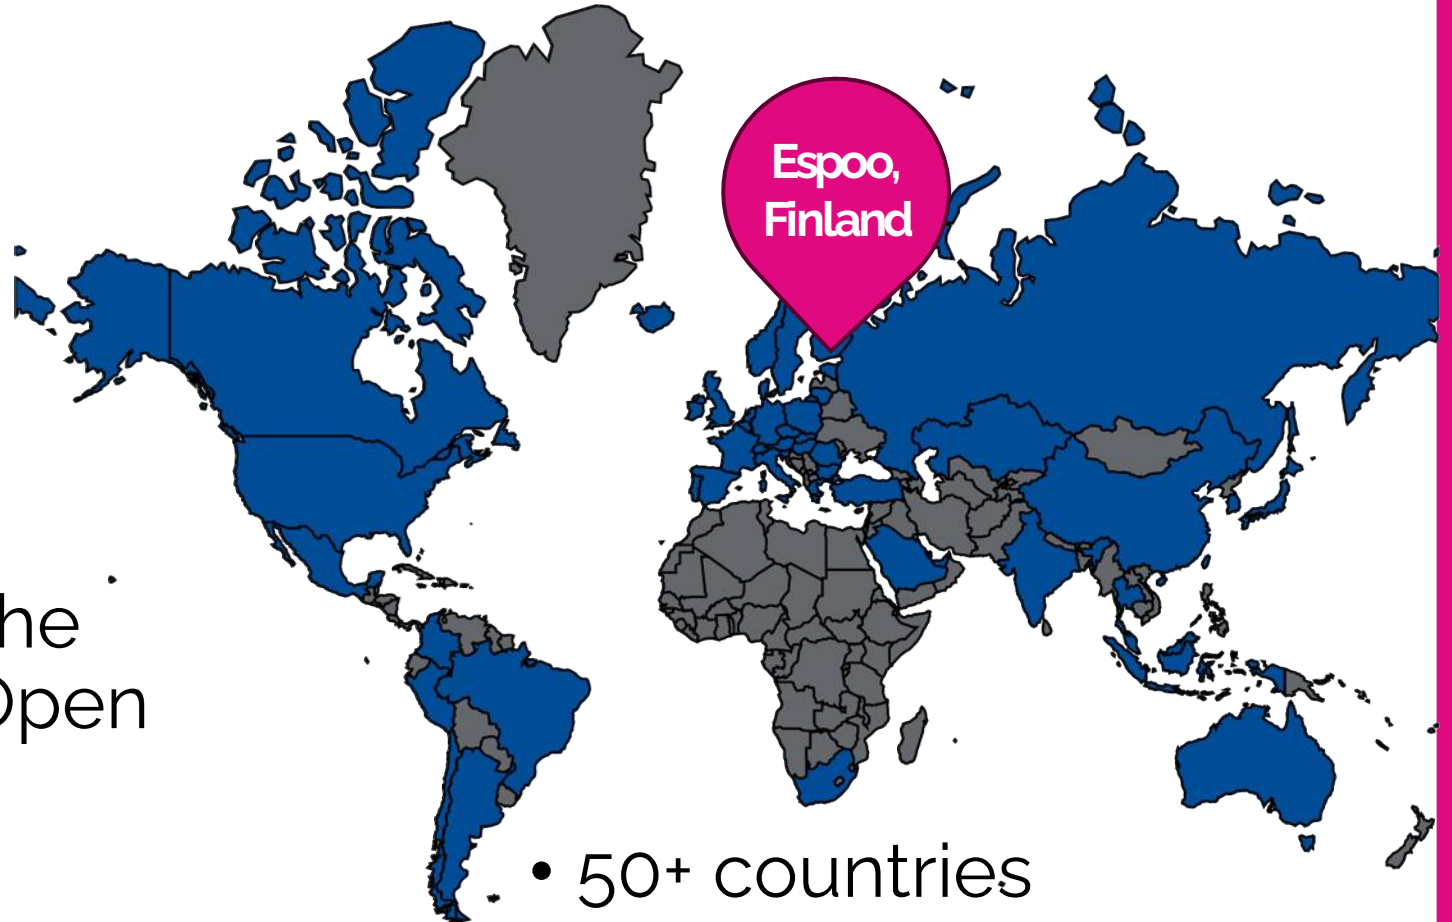 Espoo,
Finland
he
Open
• 50+ countries